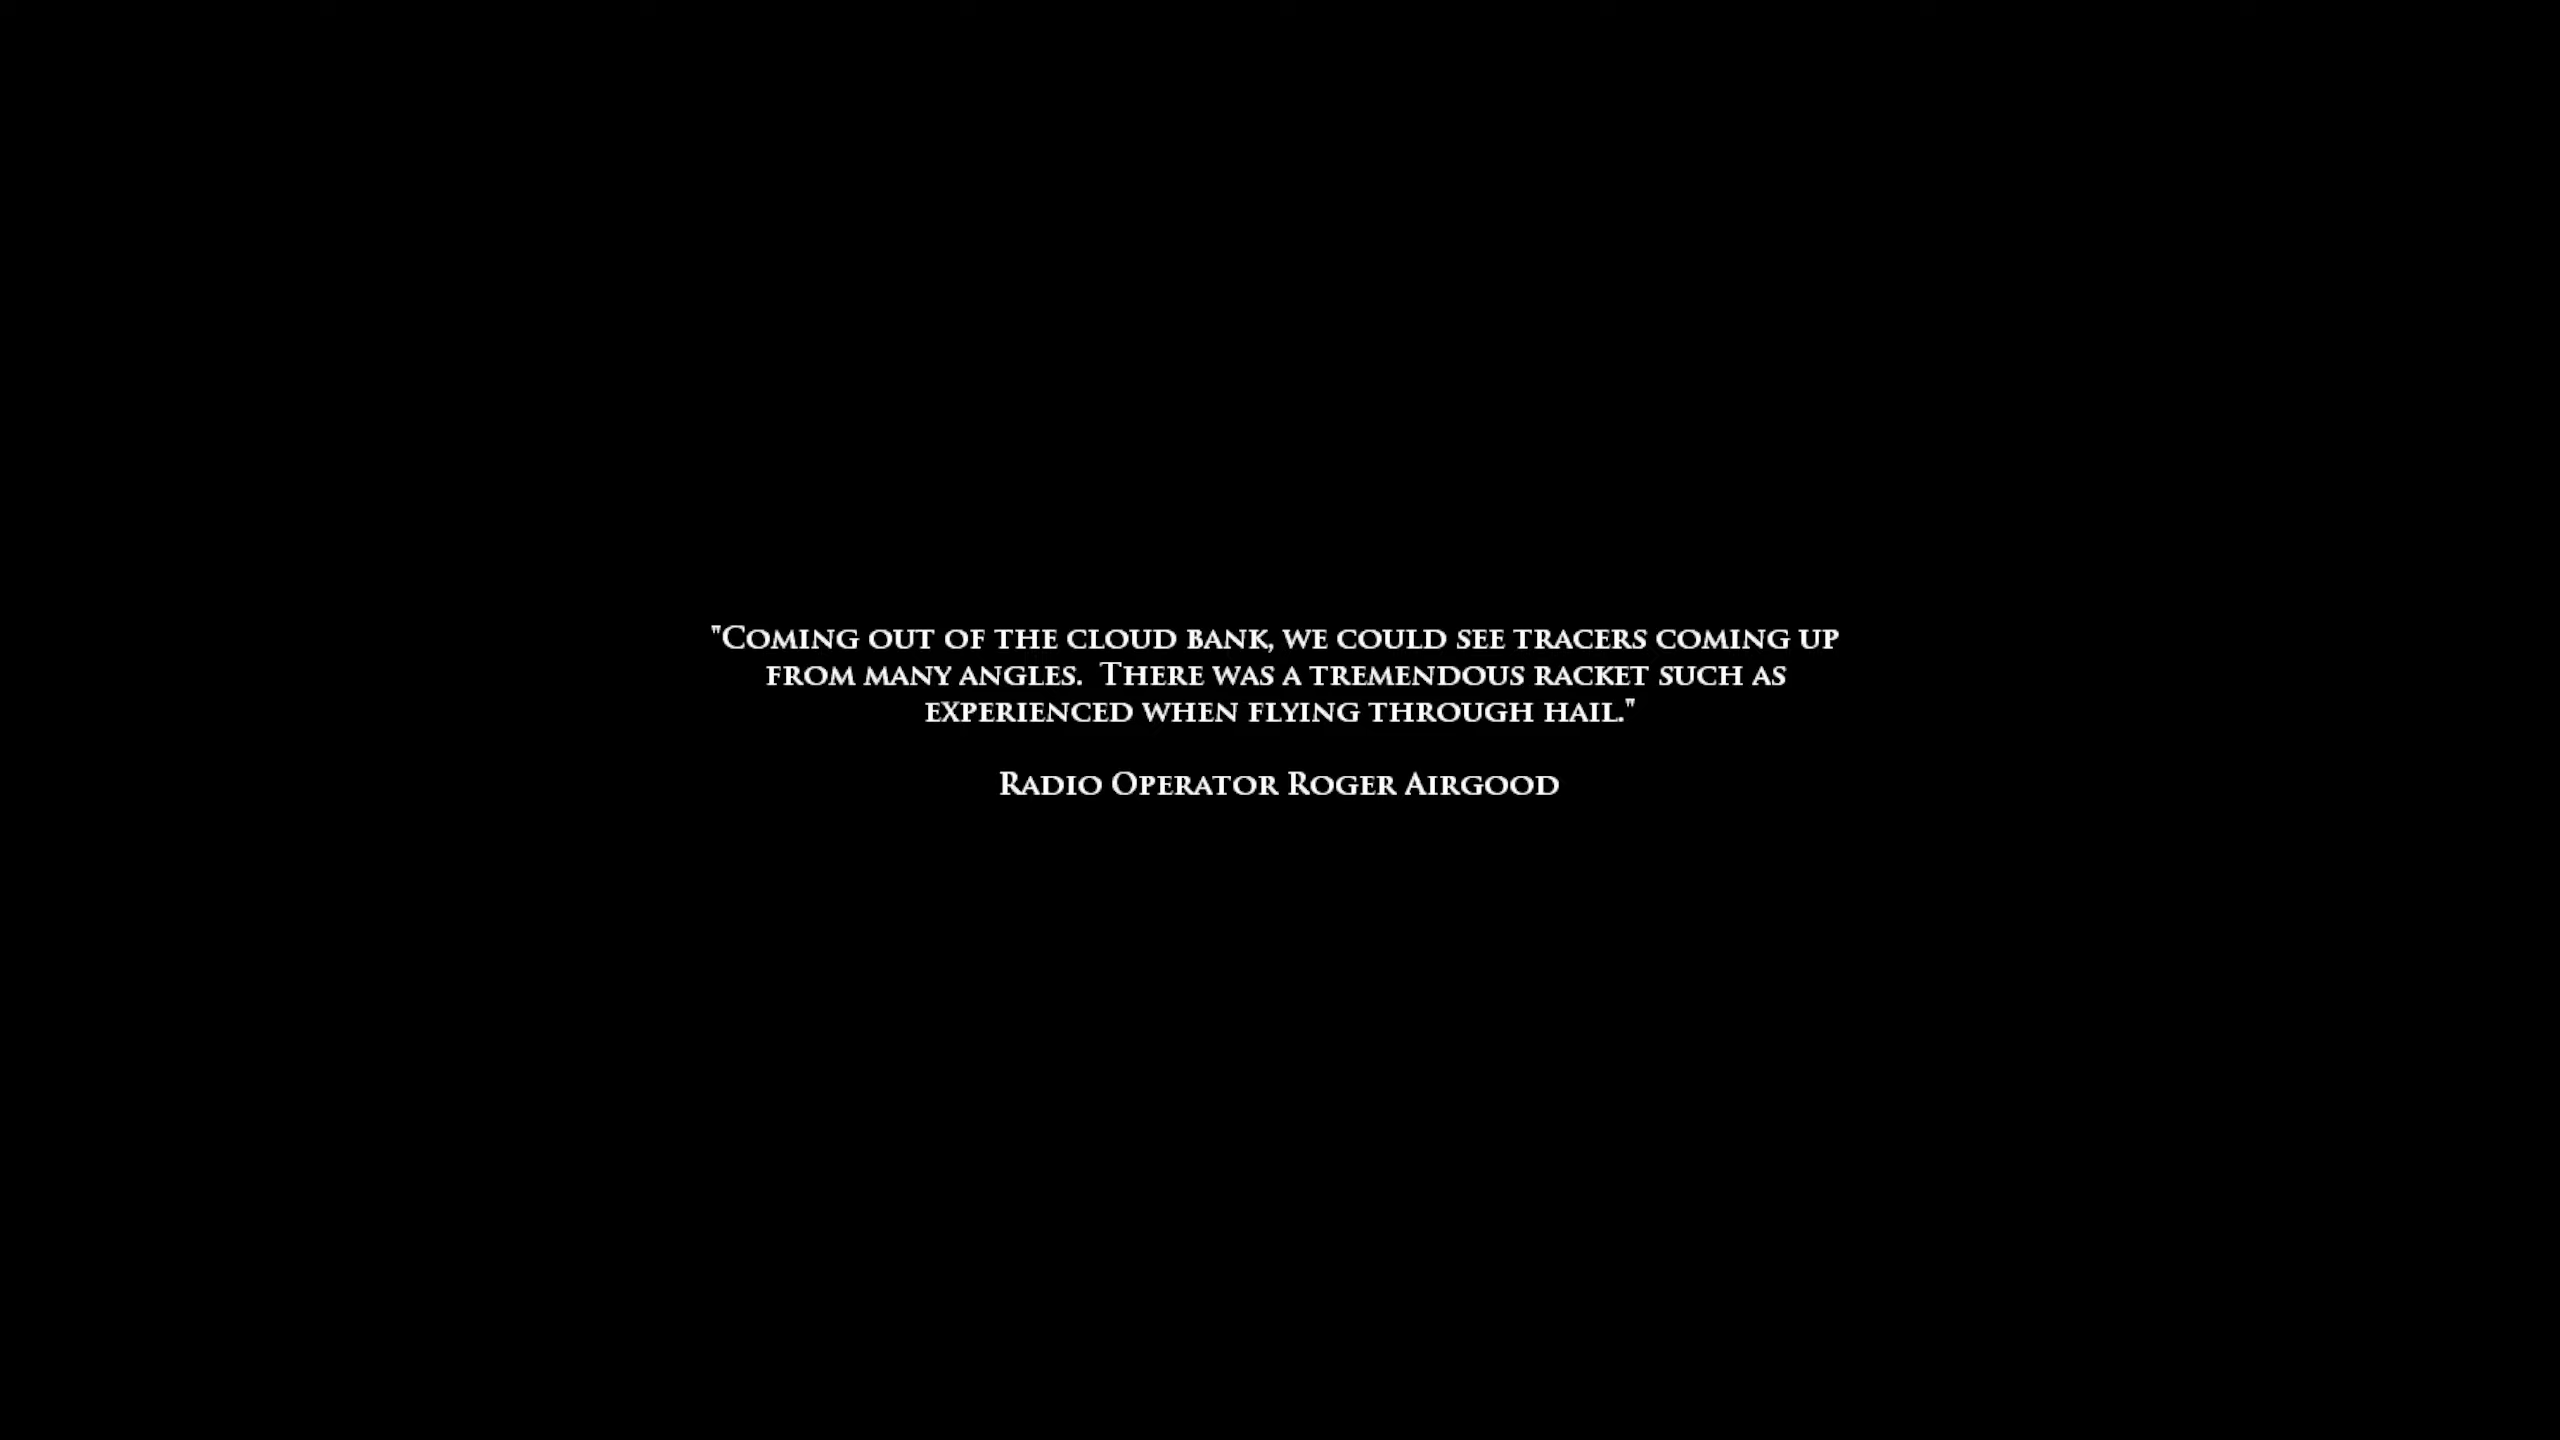 "Coming out of the cloud bank, we could see tracers coming up
from many angles.  There was a tremendous racket such as
experienced when flying through hail."
Radio Operator Roger Airgood